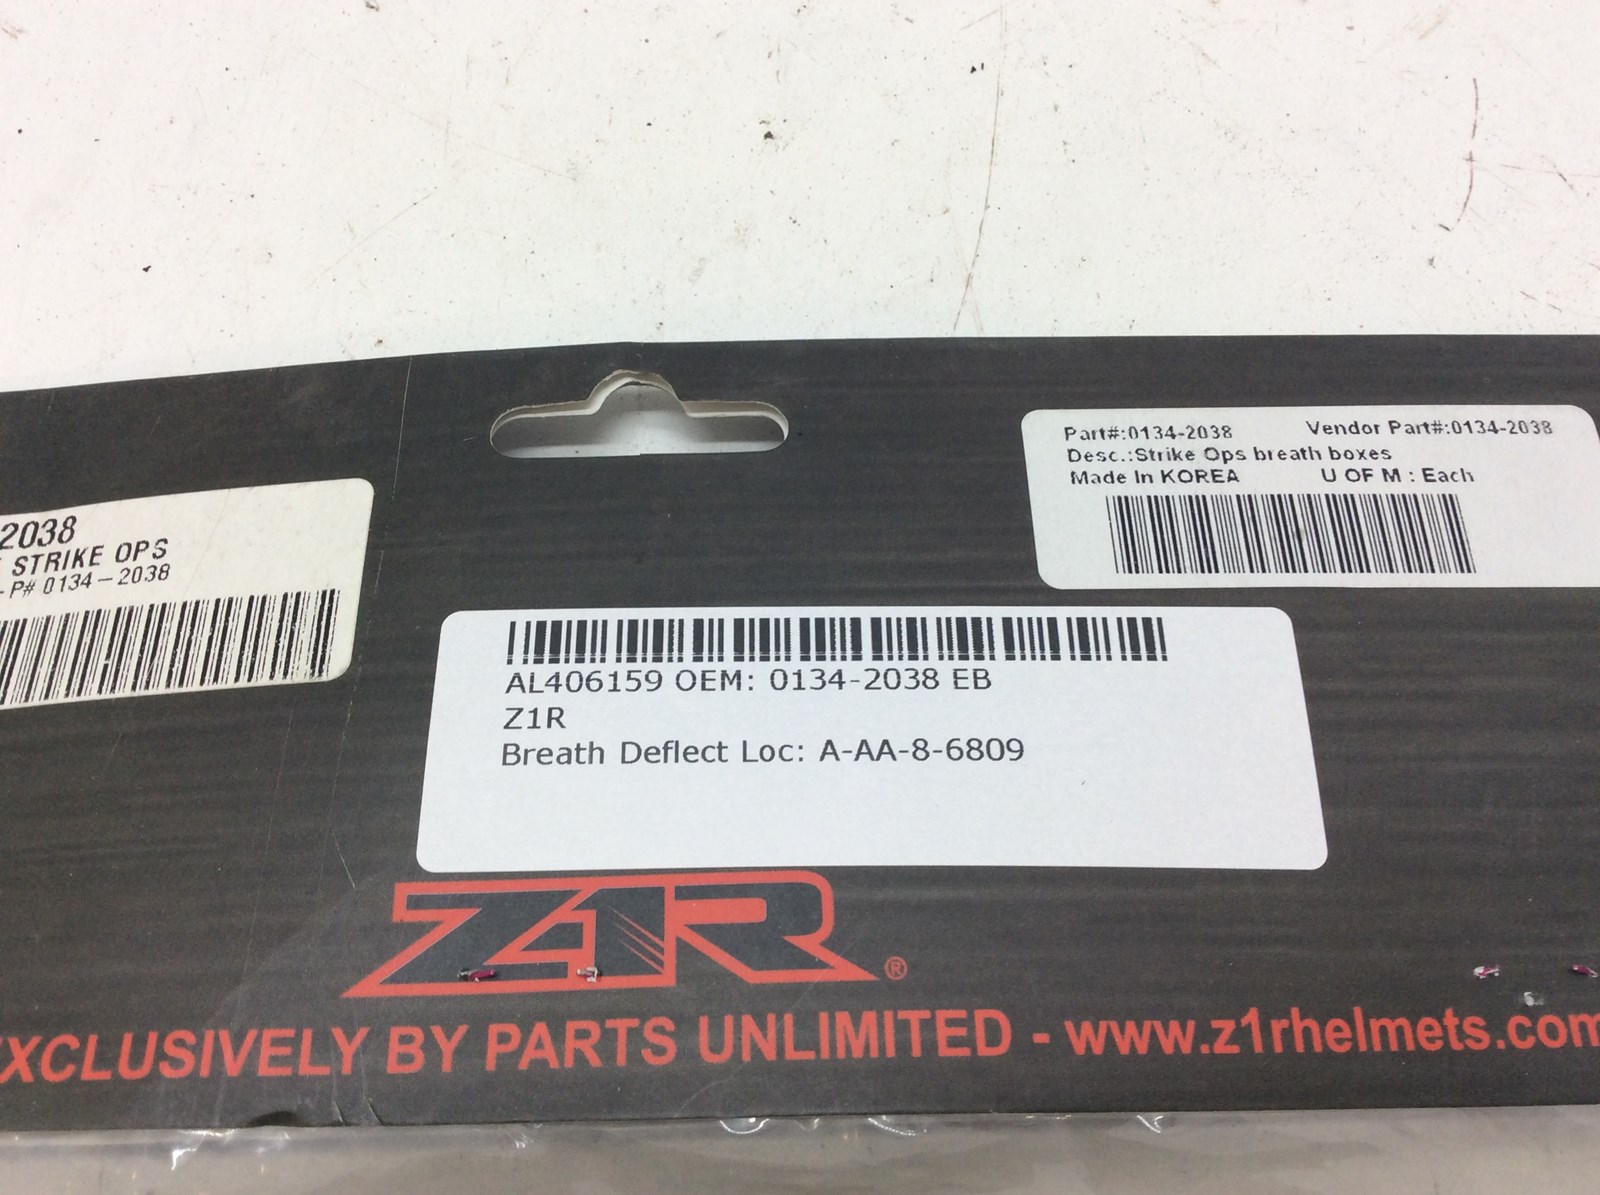 Part#:0134-2038 Vendor Part#:0134-2038
Desc.:Strike Ops breath boxes
Made In KOREA U OF M : Each
2038
STRIKE OPS
P# 0134-2038
AL406159 OEM: 0134-2038 EB
Z1R
Breath Deflect Loc: A-AA-8-6809
Z1R®
EXCLUSIVELY BY PARTS UNLIMITED - www.z1rhelmets.com